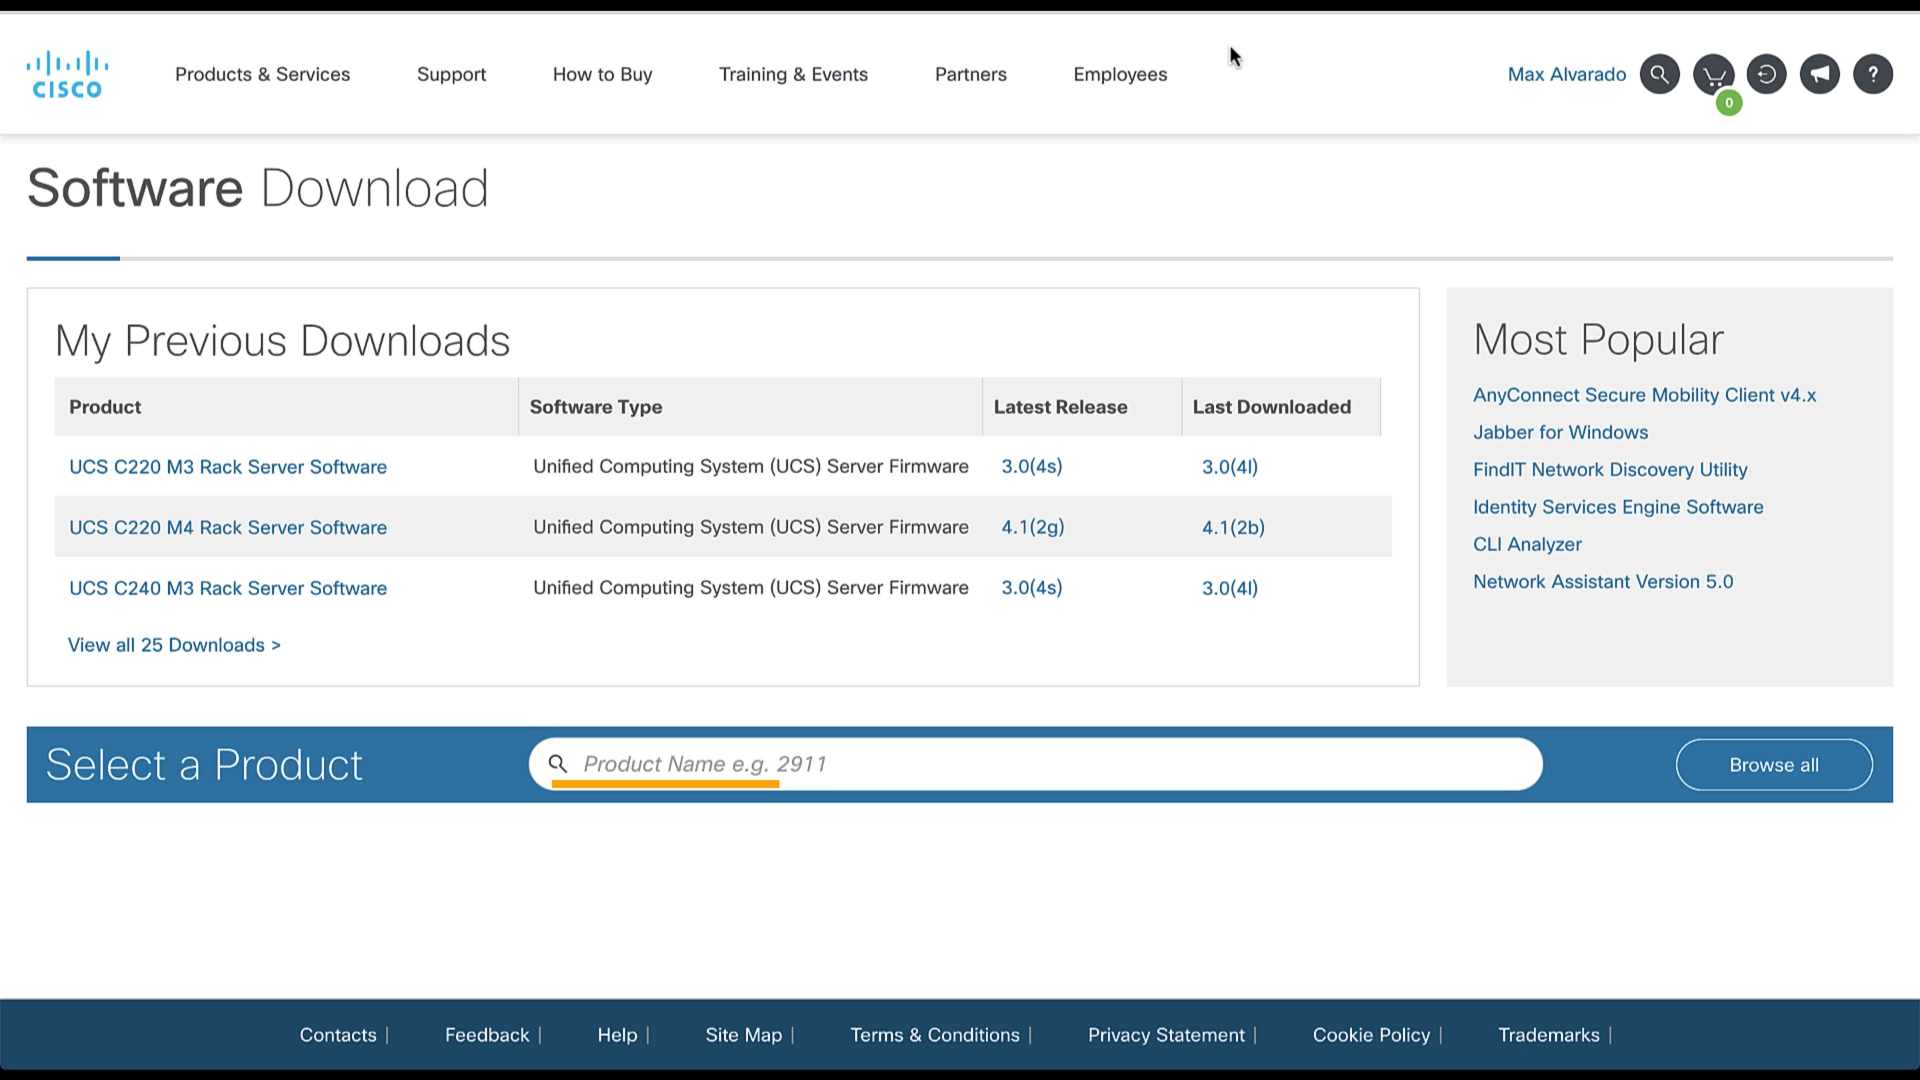 CISCO
Products & Services
Support
How to Buy
Training & Events
Partners
Employees
Max Alvarado
0
?
Software Download
My Previous Downloads
Product
Software Type
Latest Release
Last Downloaded
UCS C220 M3 Rack Server Software
Unified Computing System (UCS) Server Firmware
3.0(4s)
3.0(4l)
UCS C220 M4 Rack Server Software
Unified Computing System (UCS) Server Firmware
4.1(2g)
4.1(2b)
UCS C240 M3 Rack Server Software
Unified Computing System (UCS) Server Firmware
3.0(4s)
3.0(4l)
View all 25 Downloads >
Most Popular
AnyConnect Secure Mobility Client v4.x
Jabber for Windows
FindIT Network Discovery Utility
Identity Services Engine Software
CLI Analyzer
Network Assistant Version 5.0
Select a Product
Product Name e.g. 2911
Browse all
Contacts |
Feedback |
Help |
Site Map |
Terms & Conditions |
Privacy Statement |
Cookie Policy |
Trademarks |